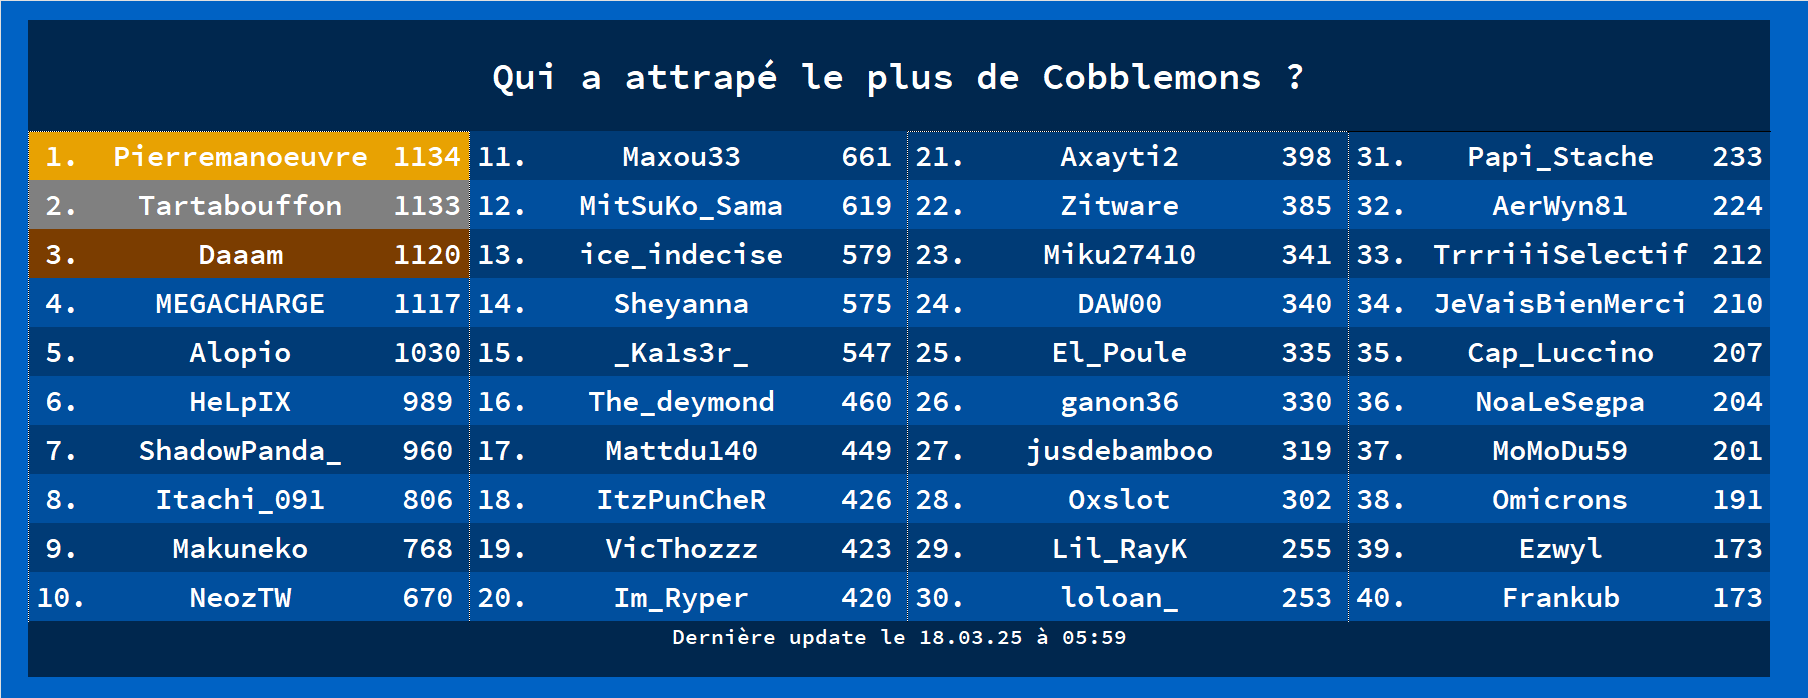 Qui a attrapé le plus de Cobblemons ?
1. Pierremanoeuvre 1134 11. Maxou33 661 21. Axayti2 398 31. Papi_Stache 233
2. Tartabouffon 1133 12. MitSuKo_Sama 619 22. Zitware 385 32. AerWyn81 224
3. Daaam 1120 13. ice_indecise 579 23. Miku27410 341 33. TrrriiiSelectif 212
4. MEGACHARGE 1117 14. Sheyanna 575 24. DAW00 340 34. JeVaisBienMerci 210
5. Alopio 1030 15. _Ka1s3r_ 547 25. El_Poule 335 35. Cap_Luccino 207
6. HeLpIX 989 16. The_deymond 460 26. ganon36 330 36. NoaLeSegpa 204
7. ShadowPanda_ 960 17. Mattdu140 449 27. jusdebamboo 319 37. MoMoDu59 201
8. Itachi_091 806 18. ItzPunCheR 426 28. Oxslot 302 38. Omicrons 191
9. Makuneko 768 19. VicThozzz 423 29. Lil_RayK 255 39. Ezwyl 173
10. NeozTW 670 20. Im_Ryper 420 30. loloan_ 253 40. Frankub 173
Dernière update le 18.03.25 à 05:59